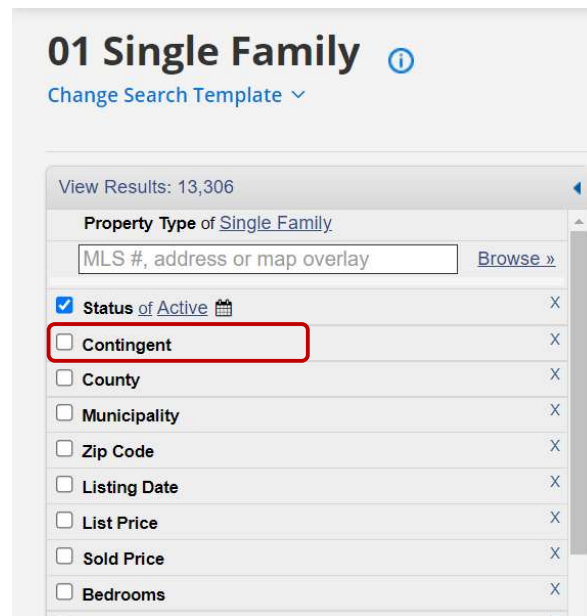 01 Single Family
Change Search Template
View Results: 13,306
Property Type of Single Family
MLS #, address or map overlay Browse »
Status of Active X
Contingent X
County X
Municipality X
Zip Code X
Listing Date X
List Price X
Sold Price X
Bedrooms X